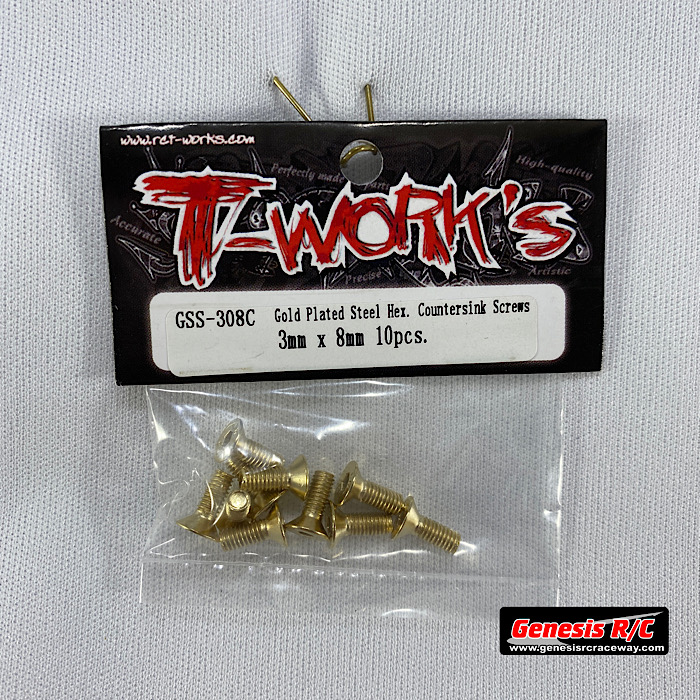 www.rct-works.com
High-quality
Perfectly made parts
T-WORK'S
Accurate
Precise
Artistic
GSS-308C Gold Plated Steel Hex. Countersink Screws
3mm x 8mm 10pcs.
Genesis R/C
www.genesisrcraceway.com